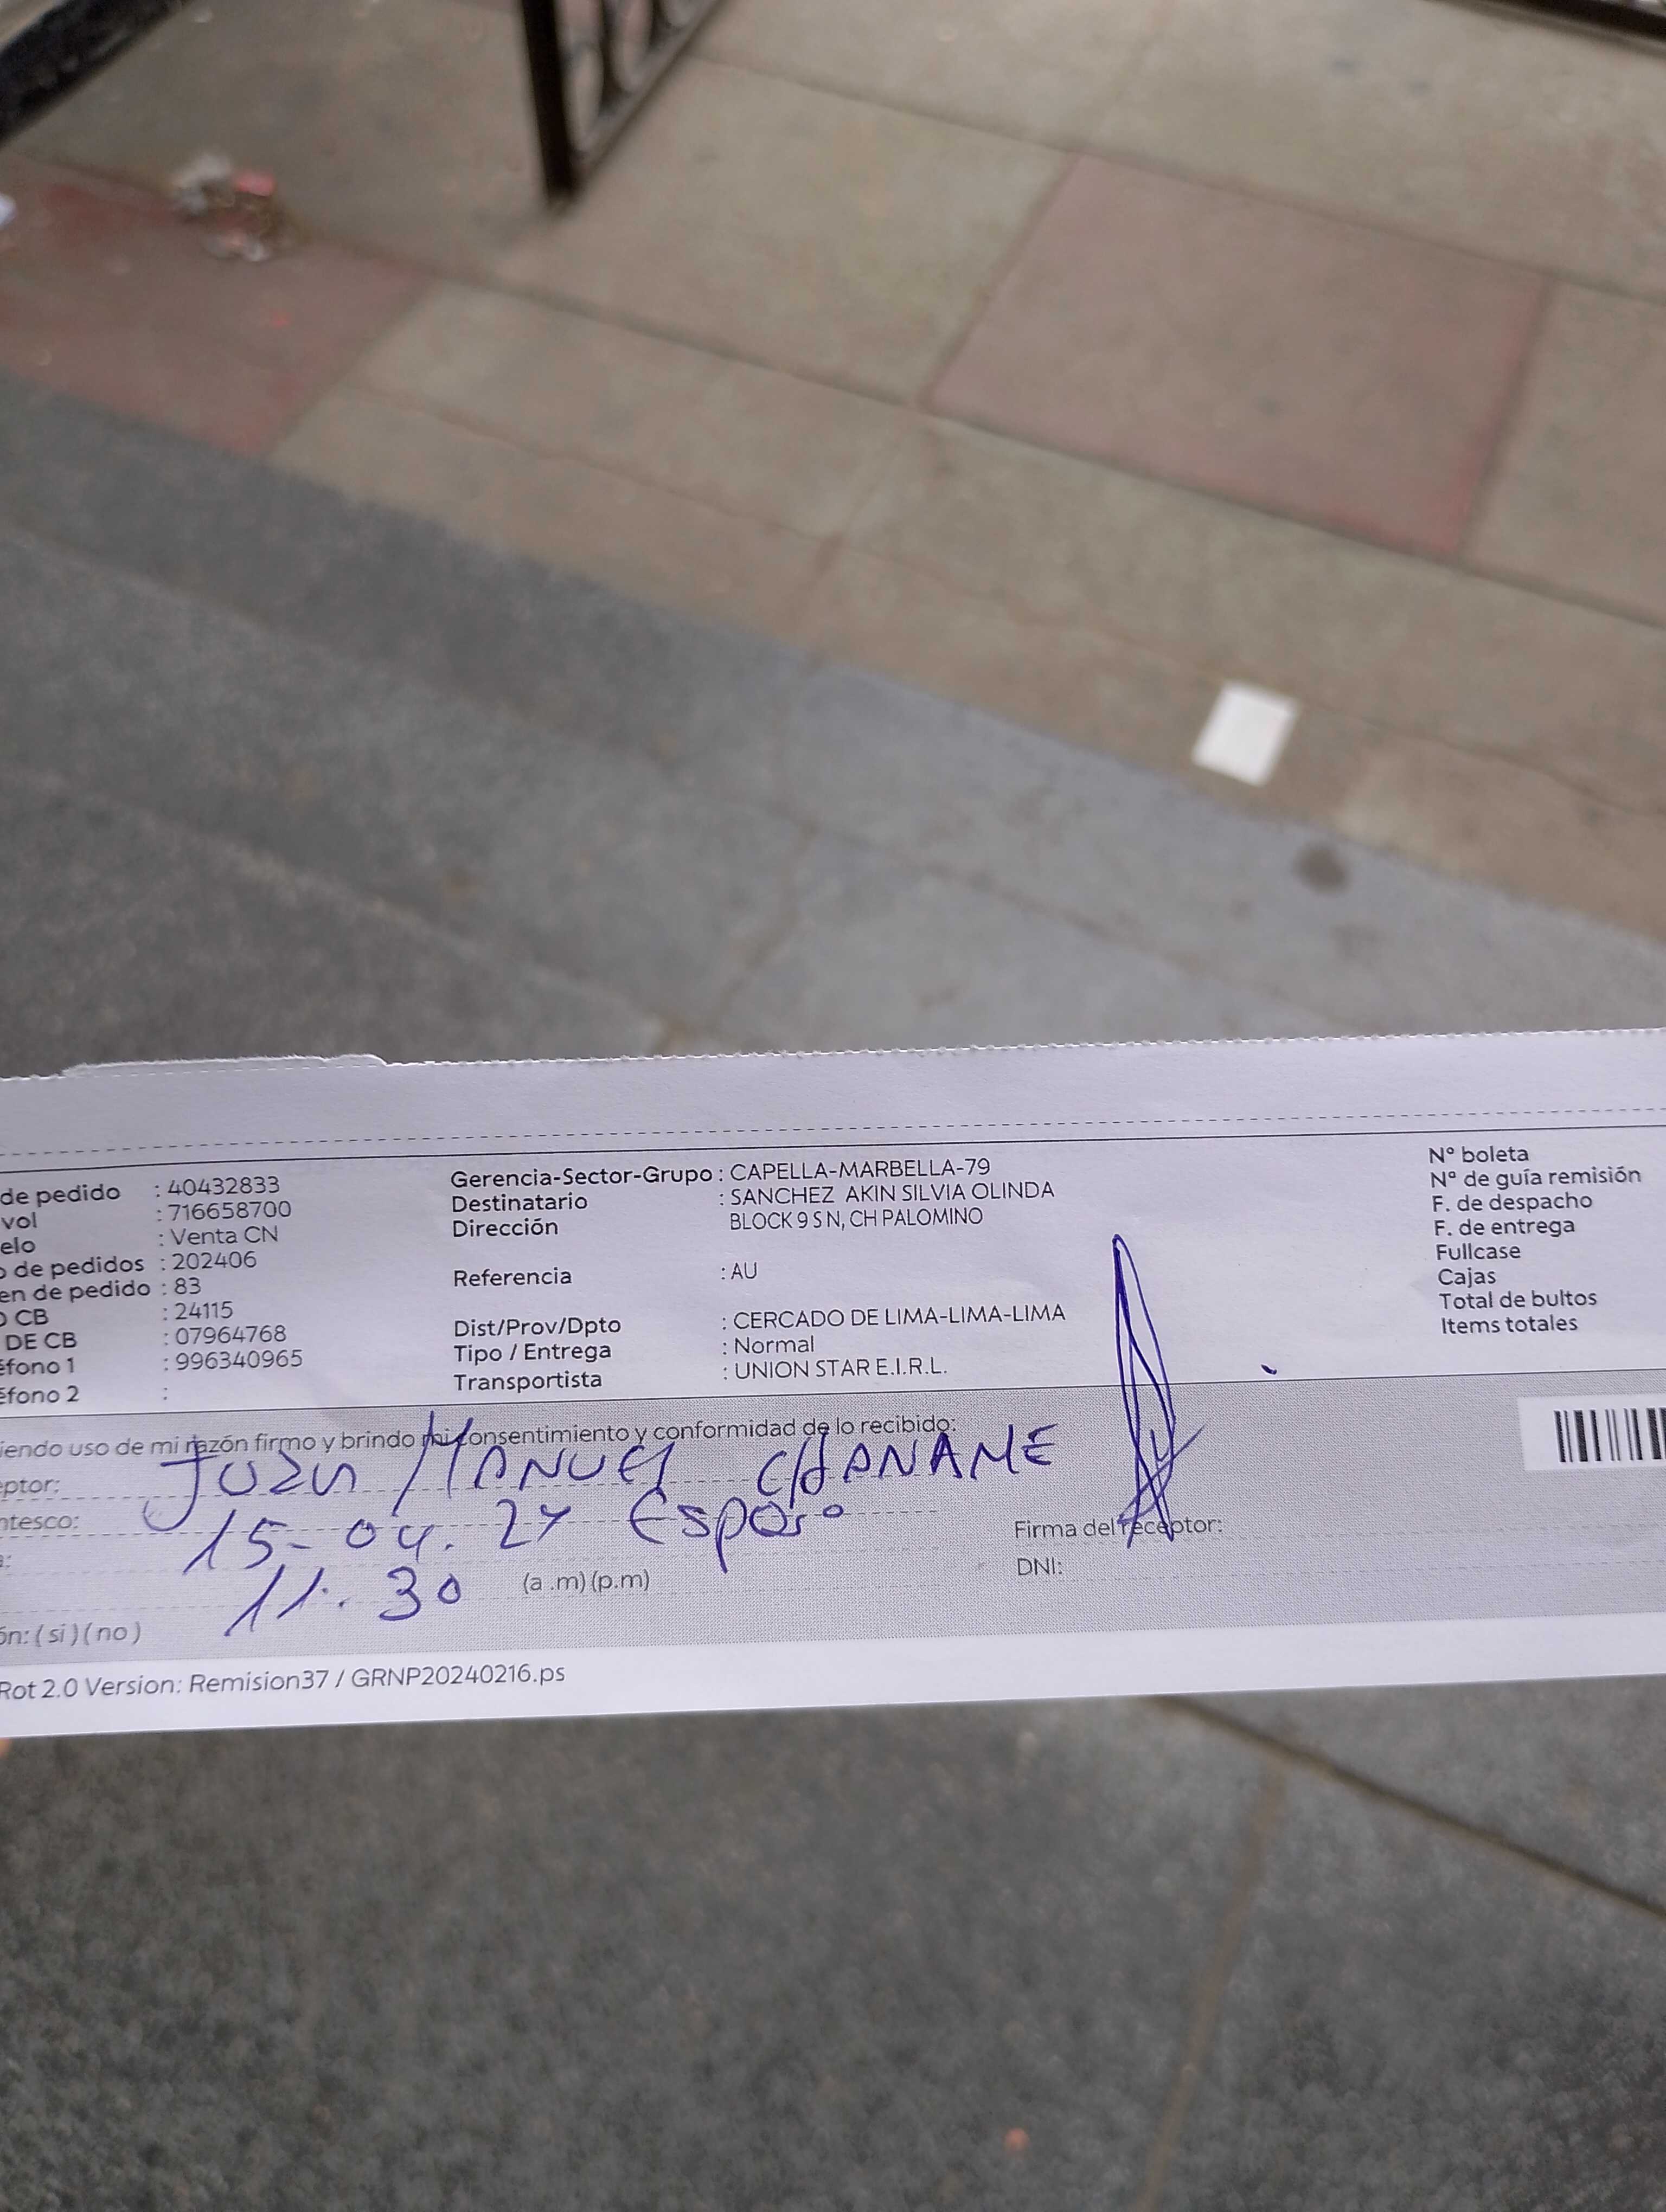 de pedido : 40432833
vol : 716658700
elo : Venta CN
o de pedidos : 202406
en de pedido : 83
O CB : 24115
DE CB : 07964768
éfono 1 : 996340965
éfono 2 :
Gerencia-Sector-Grupo : CAPELLA-MARBELLA-79
Destinatario : SANCHEZ AKIN SILVIA OLINDA
Dirección BLOCK 9 S N, CH PALOMINO
Referencia : AU
Dist/Prov/Dpto : CERCADO DE LIMA-LIMA-LIMA
Tipo / Entrega : Normal
Transportista : UNION STAR E.I.R.L.
Nº boleta
Nº de guía remisión
F. de despacho
F. de entrega
Fullcase
Cajas
Total de bultos
Items totales
iendo uso de mi razón firmo y brindo mi consentimiento y conformidad de lo recibido:
eptor: Juan MANUEL CHANAME
ntesco: Esposo
a: 15-04.24
11.30 (a .m) (p.m)
Firma del receptor:
DNI:
ón: ( si ) ( no )
Rot 2.0 Version: Remision37 / GRNP20240216.ps